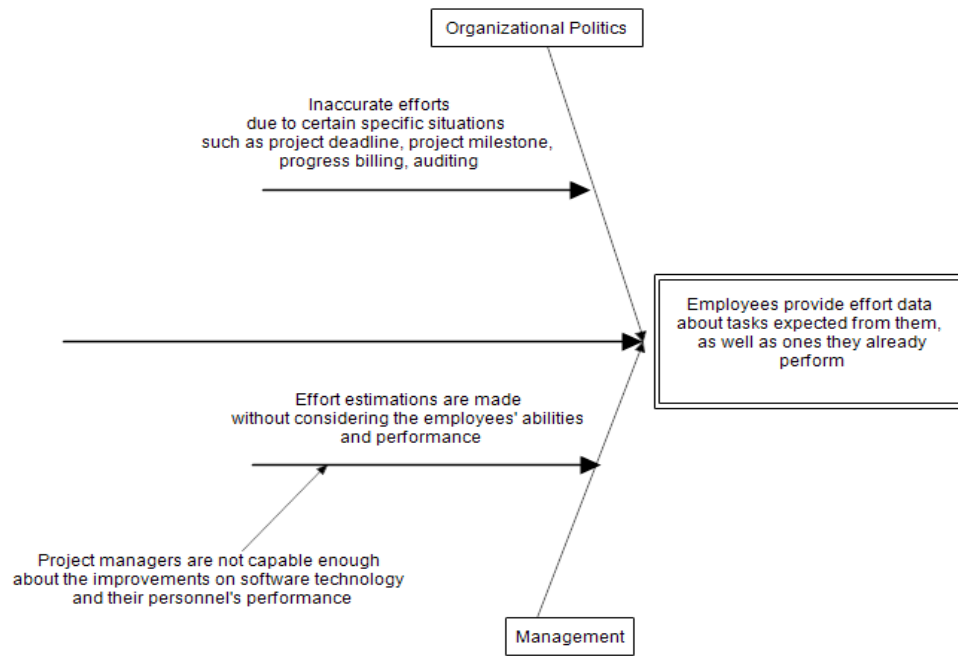 Organizational Politics
Inaccurate efforts
due to certain specific situations
such as project deadline, project milestone,
progress billing, auditing
Employees provide effort data
about tasks expected from them,
as well as ones they already
perform
Effort estimations are made
without considering the employees' abilities
and performance
Project managers are not capable enough
about the improvements on software technology
and their personnel's performance
Management